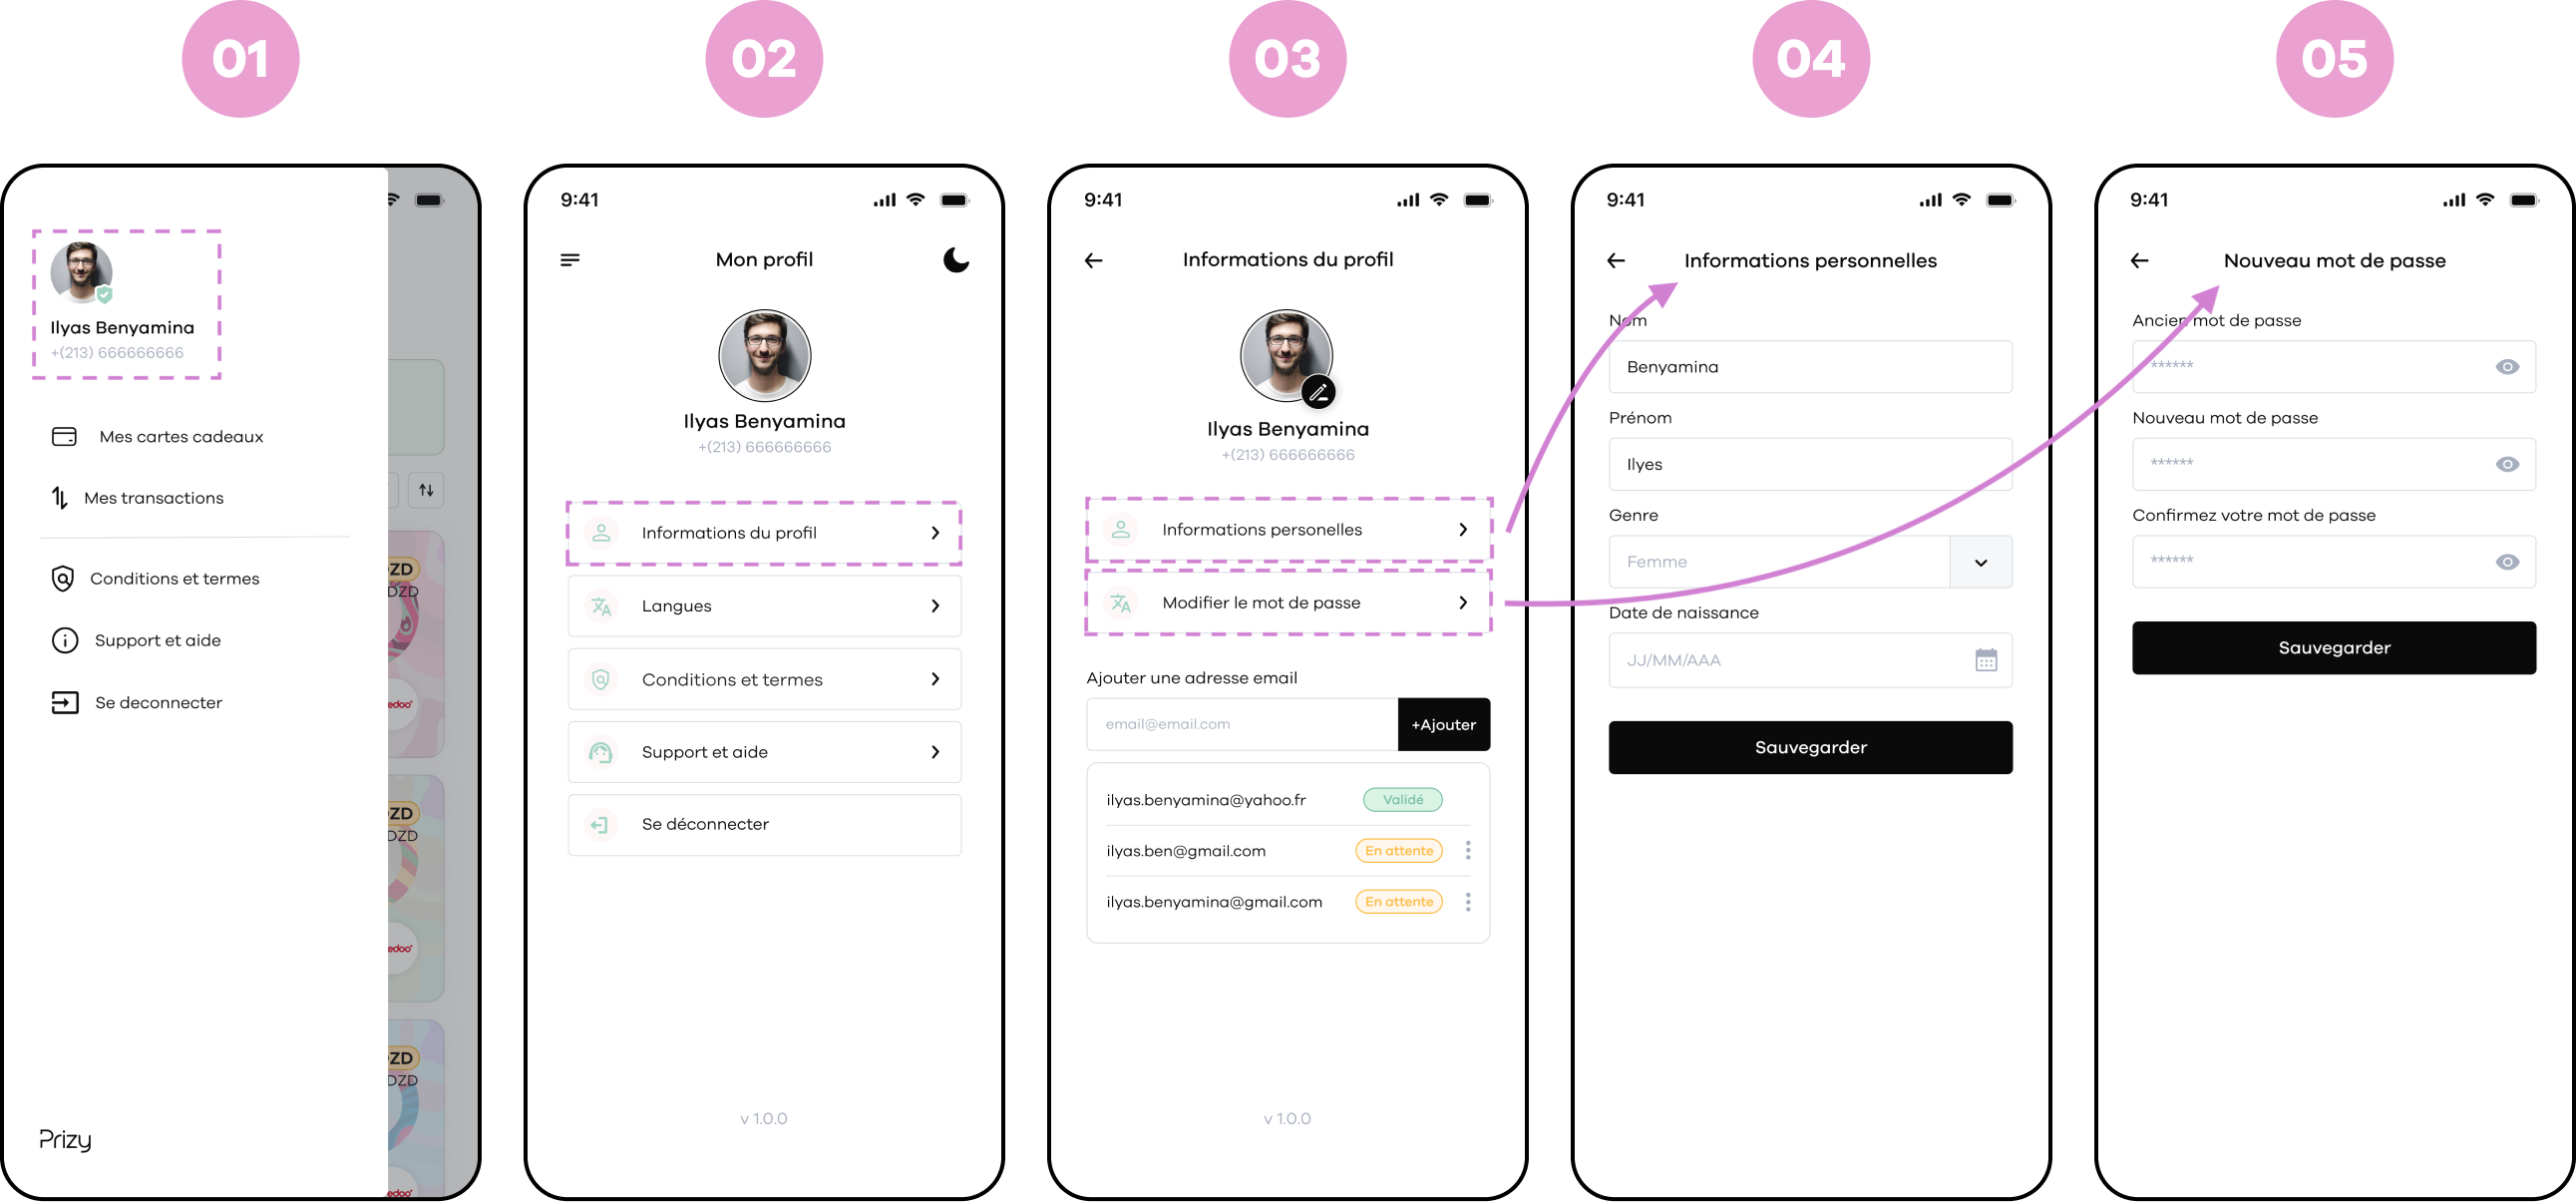 01
Ilyas Benyamina
+(213) 666666666
Mes cartes cadeaux
Mes transactions
Conditions et termes
Support et aide
Se deconnecter
Prizy
ZD
DZD
edoo
ZD
DZD
edoo
ZD
DZD
edoo
02
9:41
Mon profil
Ilyas Benyamina
+(213) 666666666
Informations du profil
Langues
Conditions et termes
Support et aide
Se déconnecter
v 1.0.0
03
9:41
Informations du profil
Ilyas Benyamina
+(213) 666666666
Informations personelles
Modifier le mot de passe
Ajouter une adresse email
email@email.com
+Ajouter
ilyas.benyamina@yahoo.fr
Validé
ilyas.ben@gmail.com
En attente
ilyas.benyamina@gmail.com
En attente
v 1.0.0
04
9:41
Informations personnelles
Nom
Benyamina
Prénom
Ilyes
Genre
Femme
Date de naissance
JJ/MM/AAA
Sauvegarder
05
9:41
Nouveau mot de passe
Ancien mot de passe
******
Nouveau mot de passe
******
Confirmez votre mot de passe
******
Sauvegarder